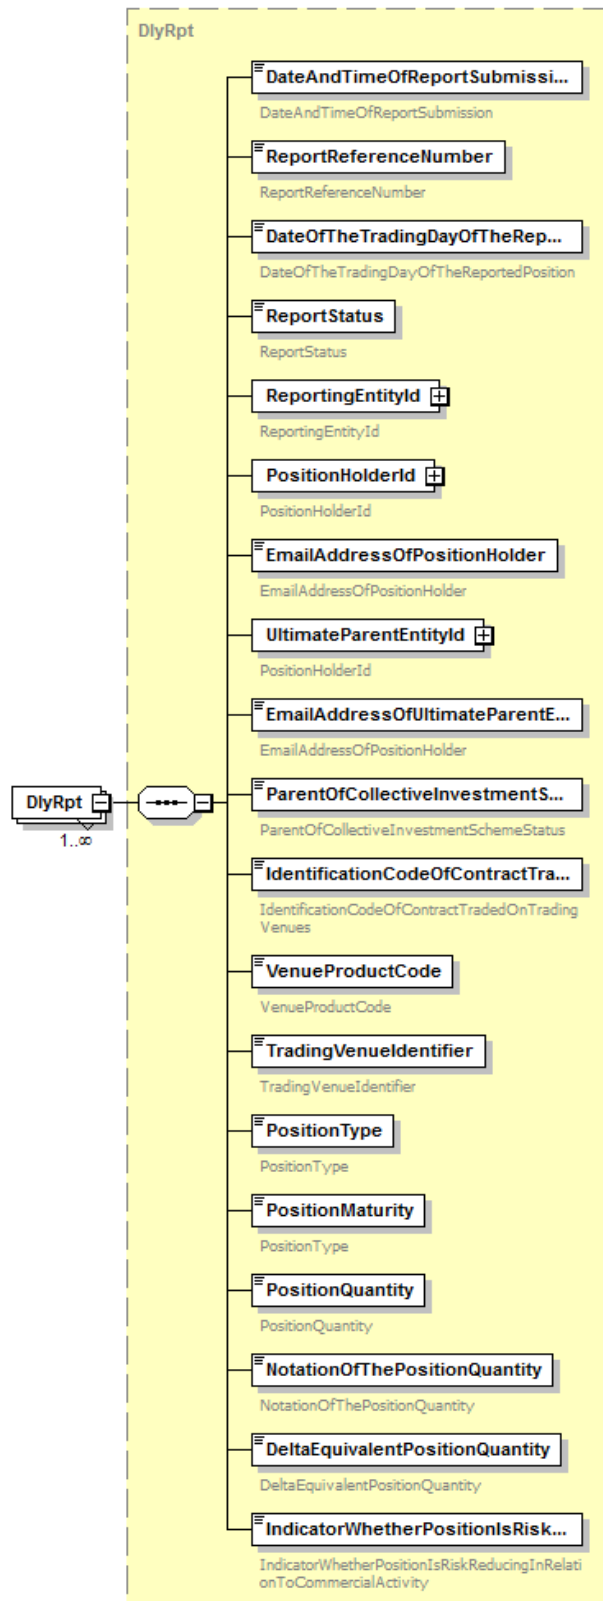 DlyRpt
DateAndTimeOfReportSubmissi...
DateAndTimeOfReportSubmission
ReportReferenceNumber
ReportReferenceNumber
DateOfTheTradingDayOfTheRep...
DateOfTheTradingDayOfTheReportedPosition
ReportStatus
ReportStatus
ReportingEntityId
ReportingEntityId
PositionHolderId
PositionHolderId
EmailAddressOfPositionHolder
EmailAddressOfPositionHolder
UltimateParentEntityId
PositionHolderId
EmailAddressOfUltimateParentE...
EmailAddressOfPositionHolder
DlyRpt
1..∞
ParentOfCollectiveInvestmentS...
ParentOfCollectiveInvestmentSchemeStatus
IdentificationCodeOfContractTra...
IdentificationCodeOfContractTradedOnTrading
Venues
VenueProductCode
VenueProductCode
TradingVenueIdentifier
TradingVenueIdentifier
PositionType
PositionType
PositionMaturity
PositionType
PositionQuantity
PositionQuantity
NotationOfThePositionQuantity
NotationOfThePositionQuantity
DeltaEquivalentPositionQuantity
DeltaEquivalentPositionQuantity
IndicatorWhetherPositionIsRisk...
IndicatorWhetherPositionIsRiskReducingInRelati
onToCommercialActivity